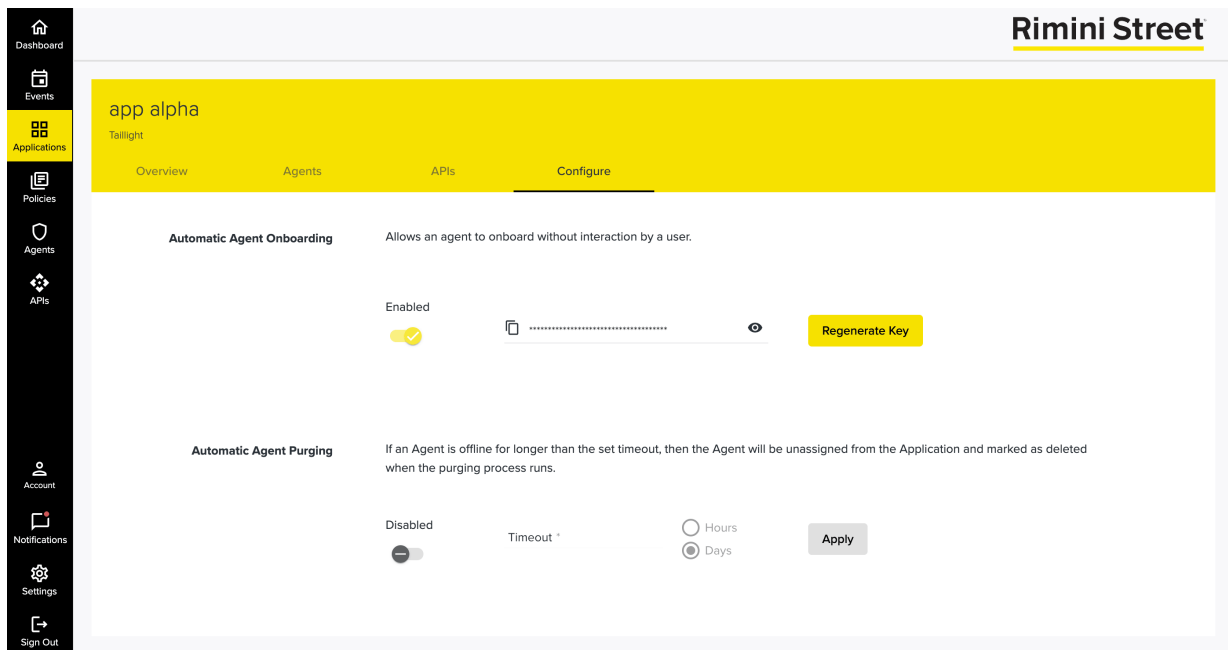 Dashboard
Events
Applications
Policies
Agents
APIs
Account
Notifications
Settings
Sign Out
Rimini Street
app alpha
Taillight
Overview Agents APIs Configure
Automatic Agent Onboarding Allows an agent to onboard without interaction by a user.
Enabled
************************************* Regenerate Key
Automatic Agent Purging If an Agent is offline for longer than the set timeout, then the Agent will be unassigned from the Application and marked as deleted
when the purging process runs.
Disabled
Timeout * Hours
Days
Apply